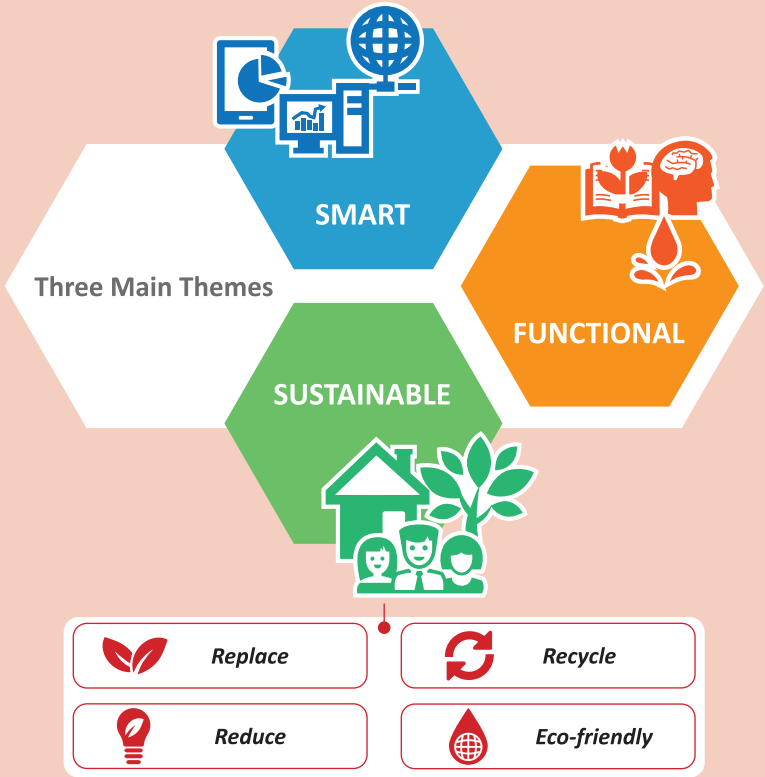 SMART
Three Main Themes
FUNCTIONAL
SUSTAINABLE
Replace
Recycle
Reduce
Eco-friendly